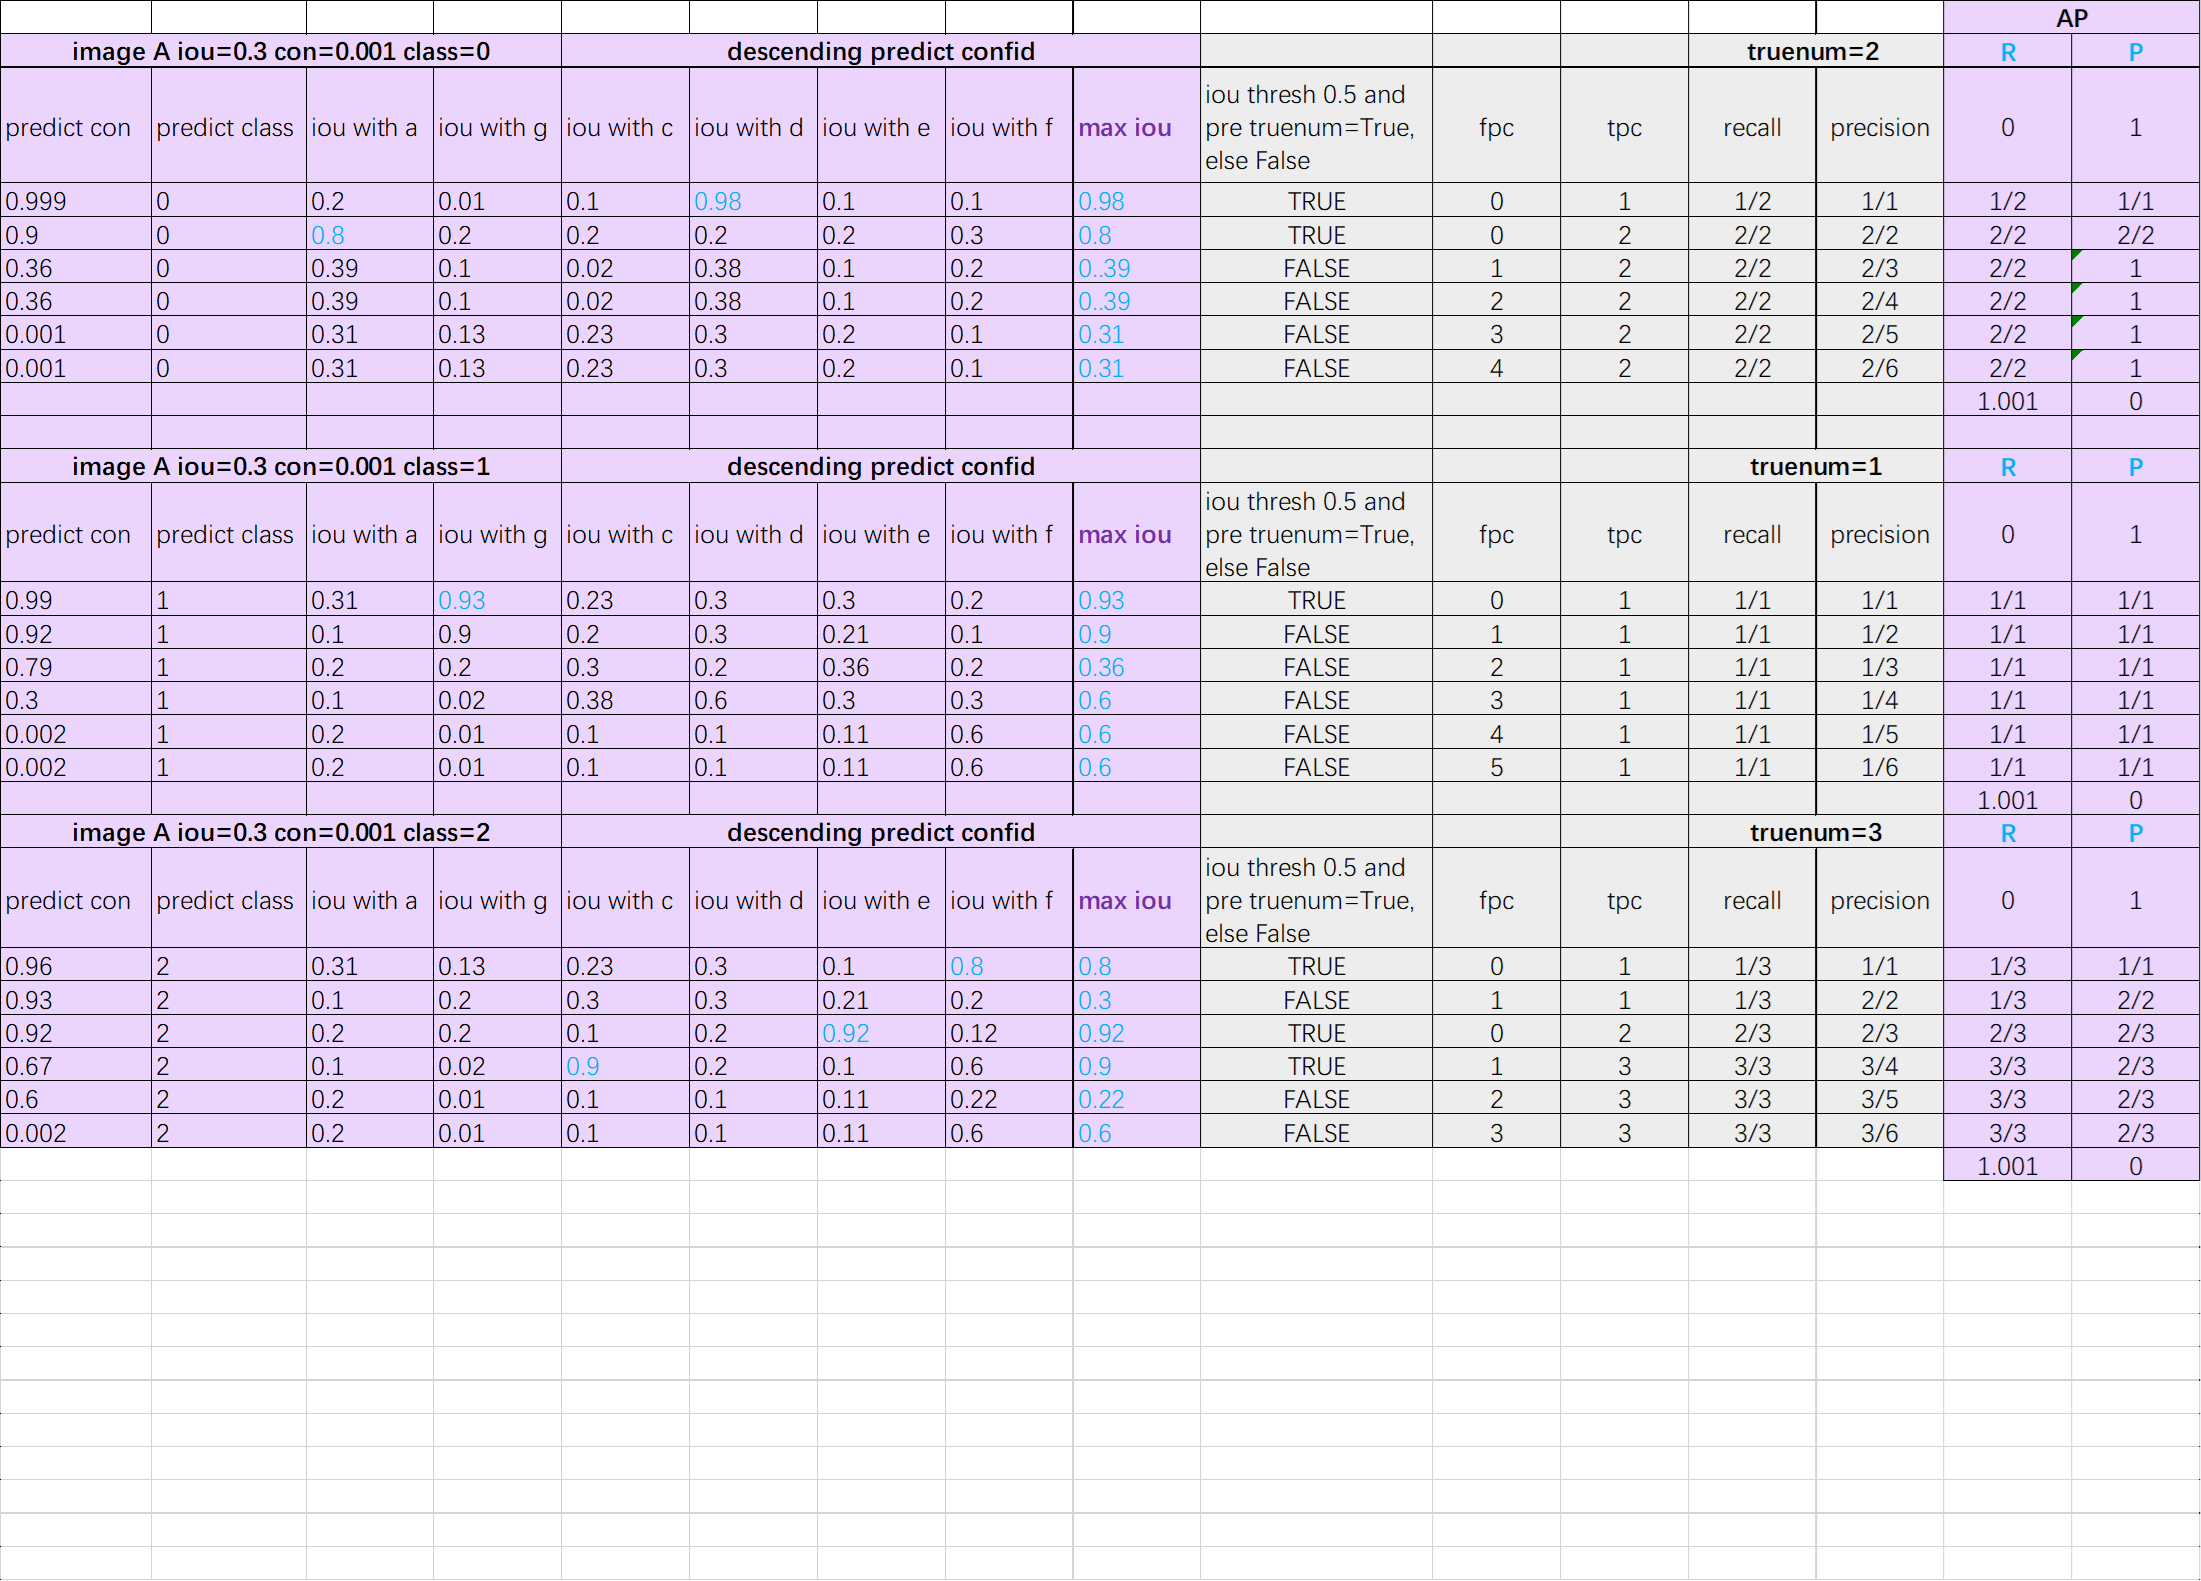 AP
image A iou=0.3 con=0.001 class=0 descending predict confid truenum=2 R P
predict con predict class iou with a iou with g iou with c iou with d iou with e iou with f max iou iou thresh 0.5 and pre truenum=True, else False fpc tpc recall precision 0 1
0.999 0 0.2 0.01 0.1 0.98 0.1 0.1 0.98 TRUE 0 1 1/2 1/1 1/2 1/1
0.9 0 0.8 0.2 0.2 0.2 0.2 0.3 0.8 TRUE 0 2 2/2 2/2 2/2 2/2
0.36 0 0.39 0.1 0.02 0.38 0.1 0.2 0..39 FALSE 1 2 2/2 2/3 2/2 1
0.36 0 0.39 0.1 0.02 0.38 0.1 0.2 0..39 FALSE 2 2 2/2 2/4 2/2 1
0.001 0 0.31 0.13 0.23 0.3 0.2 0.1 0.31 FALSE 3 2 2/2 2/5 2/2 1
0.001 0 0.31 0.13 0.23 0.3 0.2 0.1 0.31 FALSE 4 2 2/2 2/6 2/2 1
1.001 0
image A iou=0.3 con=0.001 class=1 descending predict confid truenum=1 R P
predict con predict class iou with a iou with g iou with c iou with d iou with e iou with f max iou iou thresh 0.5 and pre truenum=True, else False fpc tpc recall precision 0 1
0.99 1 0.31 0.93 0.23 0.3 0.3 0.2 0.93 TRUE 0 1 1/1 1/1 1/1 1/1
0.92 1 0.1 0.9 0.2 0.3 0.21 0.1 0.9 FALSE 1 1 1/1 1/2 1/1 1/1
0.79 1 0.2 0.2 0.3 0.2 0.36 0.2 0.36 FALSE 2 1 1/1 1/3 1/1 1/1
0.3 1 0.1 0.02 0.38 0.6 0.3 0.3 0.6 FALSE 3 1 1/1 1/4 1/1 1/1
0.002 1 0.2 0.01 0.1 0.1 0.11 0.6 0.6 FALSE 4 1 1/1 1/5 1/1 1/1
0.002 1 0.2 0.01 0.1 0.1 0.11 0.6 0.6 FALSE 5 1 1/1 1/6 1/1 1/1
1.001 0
image A iou=0.3 con=0.001 class=2 descending predict confid truenum=3 R P
predict con predict class iou with a iou with g iou with c iou with d iou with e iou with f max iou iou thresh 0.5 and pre truenum=True, else False fpc tpc recall precision 0 1
0.96 2 0.31 0.13 0.23 0.3 0.1 0.8 0.8 TRUE 0 1 1/3 1/1 1/3 1/1
0.93 2 0.1 0.2 0.3 0.3 0.21 0.2 0.3 FALSE 1 1 1/3 2/2 1/3 2/2
0.92 2 0.2 0.2 0.1 0.2 0.92 0.12 0.92 TRUE 0 2 2/3 2/3 2/3 2/3
0.67 2 0.1 0.02 0.9 0.2 0.1 0.6 0.9 TRUE 1 3 3/3 3/4 3/3 2/3
0.6 2 0.2 0.01 0.1 0.1 0.11 0.22 0.22 FALSE 2 3 3/3 3/5 3/3 2/3
0.002 2 0.2 0.01 0.1 0.1 0.11 0.6 0.6 FALSE 3 3 3/3 3/6 3/3 2/3
1.001 0